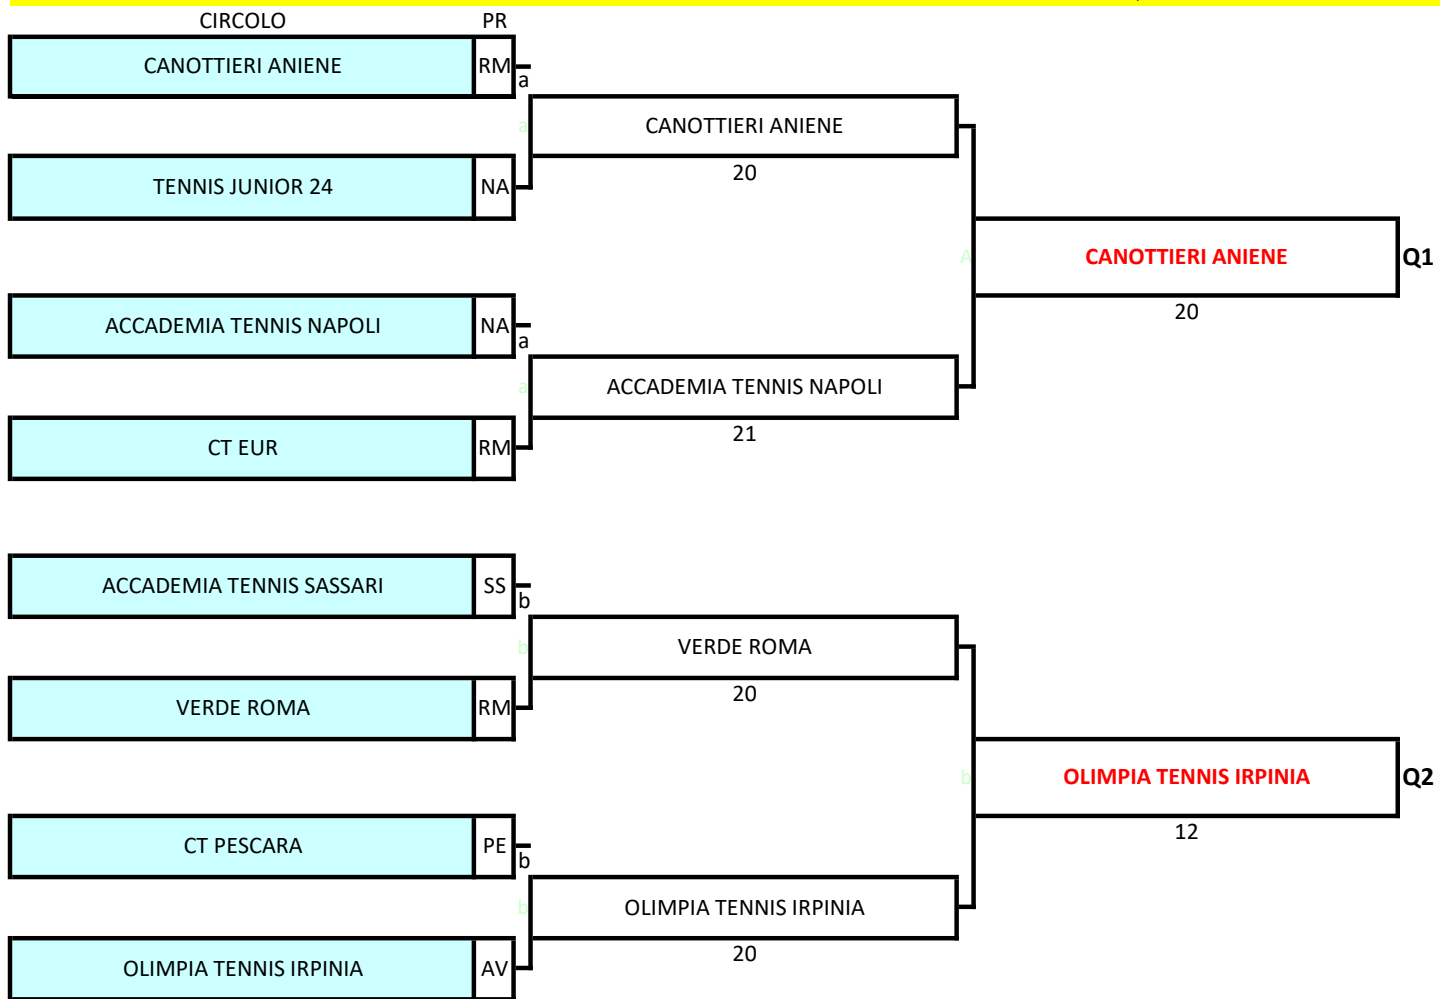 CIRCOLO PR
CANOTTIERI ANIENE RM
a
a CANOTTIERI ANIENE
20
TENNIS JUNIOR 24 NA
A CANOTTIERI ANIENE Q1
20
ACCADEMIA TENNIS NAPOLI NA
a
a ACCADEMIA TENNIS NAPOLI
21
CT EUR RM
ACCADEMIA TENNIS SASSARI SS
b
b VERDE ROMA
20
VERDE ROMA RM
b OLIMPIA TENNIS IRPINIA Q2
12
CT PESCARA PE
b
b OLIMPIA TENNIS IRPINIA
20
OLIMPIA TENNIS IRPINIA AV